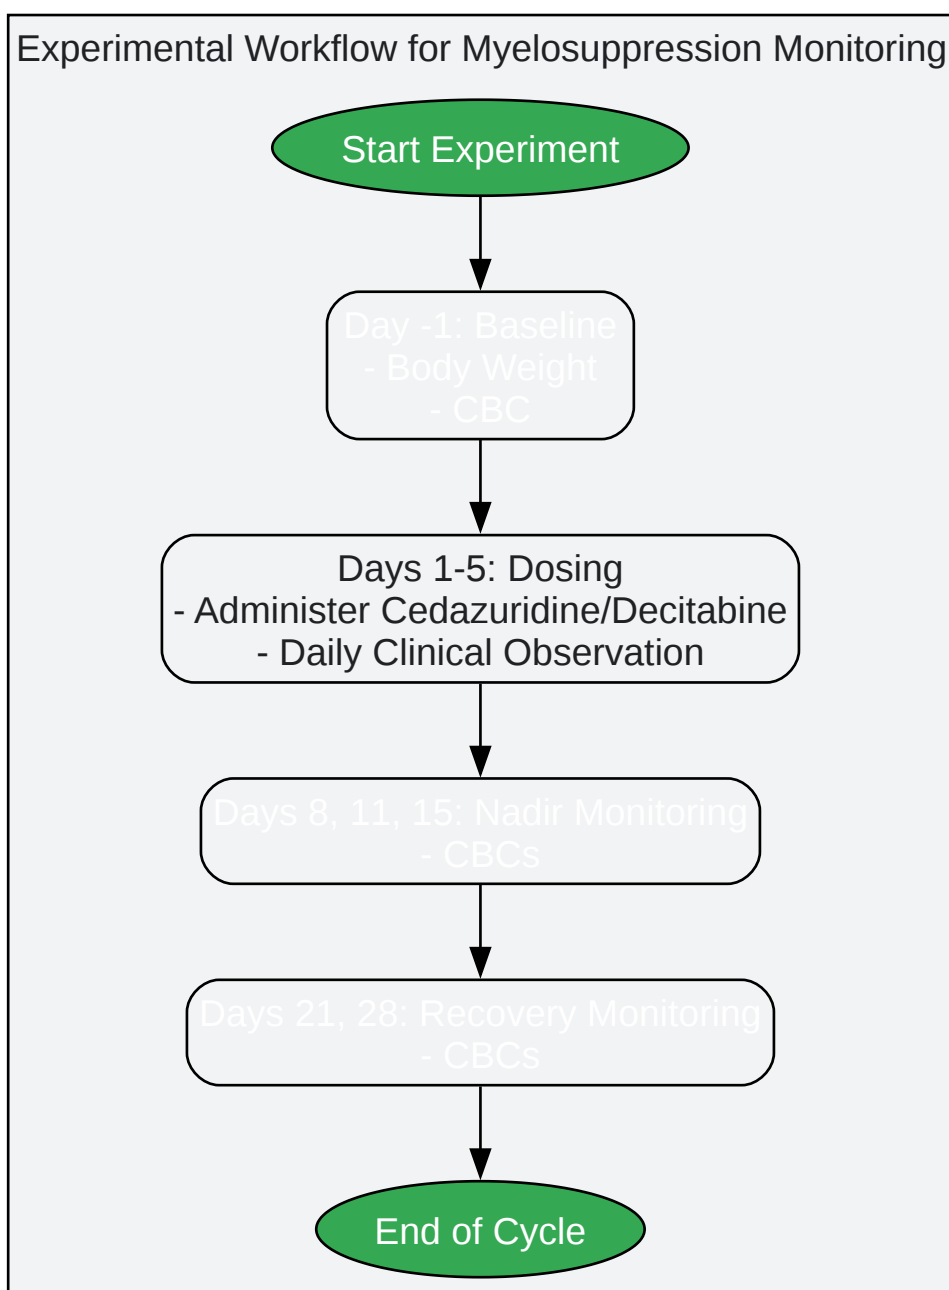 Experimental Workflow for Myelosuppression Monitoring
Start Experiment
Day -1: Baseline
- Body Weight
- CBC
Days 1-5: Dosing
- Administer Cedazuridine/Decitabine
- Daily Clinical Observation
Days 8, 11, 15: Nadir Monitoring
- CBCs
Days 21, 28: Recovery Monitoring
- CBCs
End of Cycle